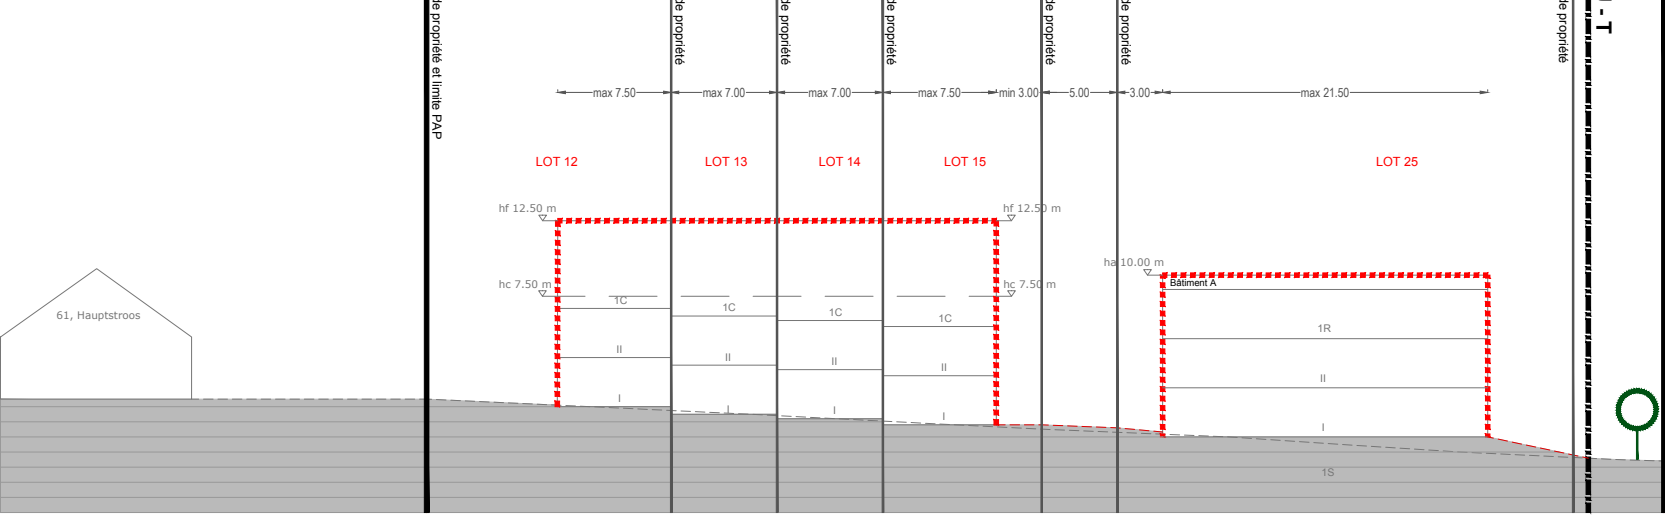 de propriété et limite PAP
de propriété
de propriété
de propriété
de propriété
de propriété
de propriété
- T
max 7.50
max 7.00
max 7.00
max 7.50
min 3.00
5.00
3.00
max 21.50
LOT 12
LOT 13
LOT 14
LOT 15
LOT 25
hf 12.50 m
hf 12.50 m
ha 10.00 m
Bâtiment A
hc 7.50 m
hc 7.50 m
61, Hauptstroos
1C
1C
1C
1C
1R
II
II
II
II
II
I
I
I
I
I
1S